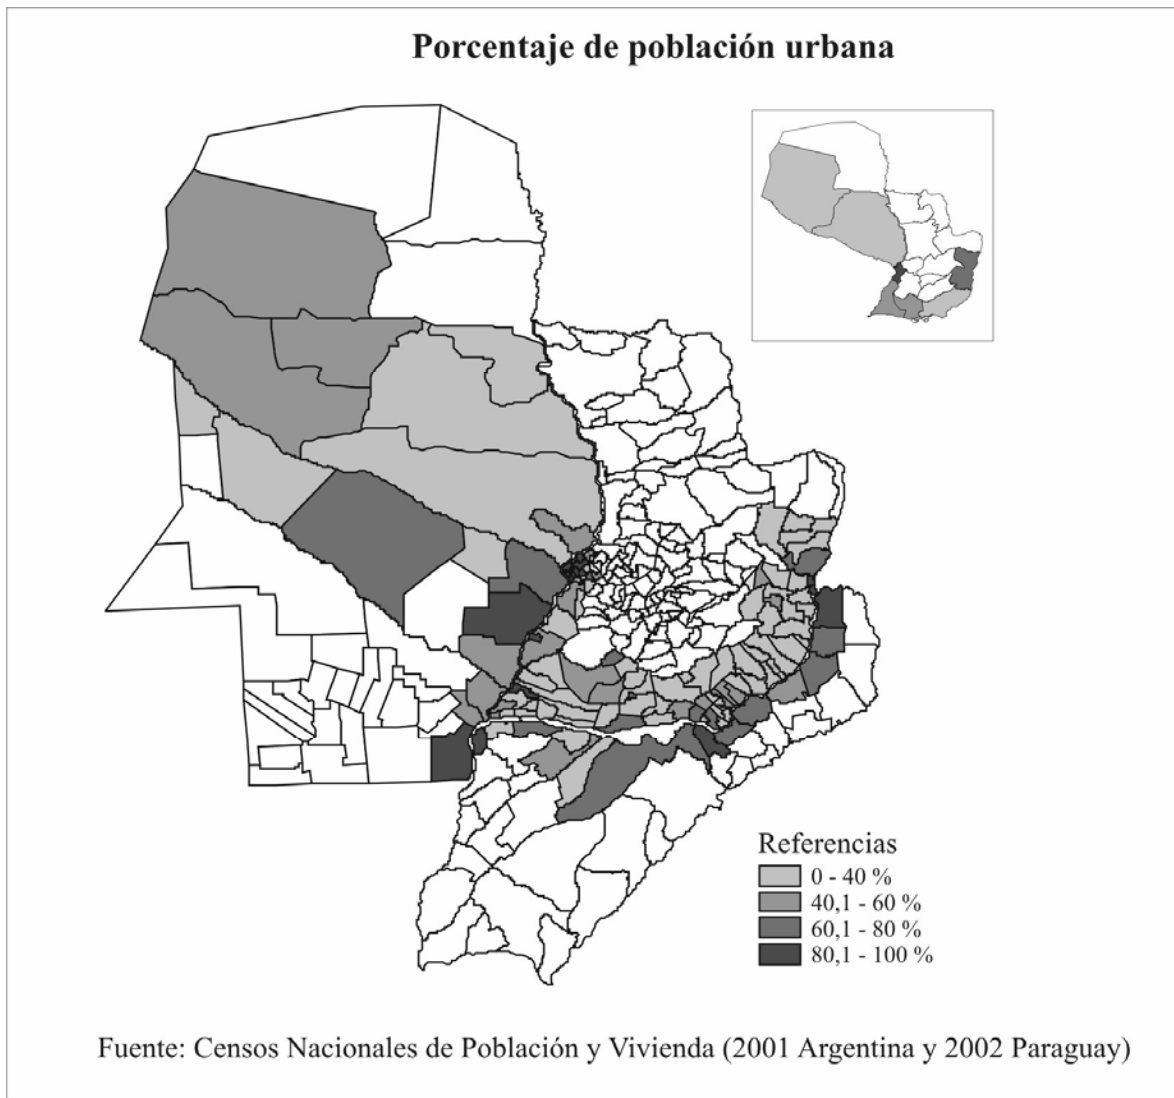 Porcentaje de población urbana
Referencias
0 - 40 %
40,1 - 60 %
60,1 - 80 %
80,1 - 100 %
Fuente: Censos Nacionales de Población y Vivienda (2001 Argentina y 2002 Paraguay)